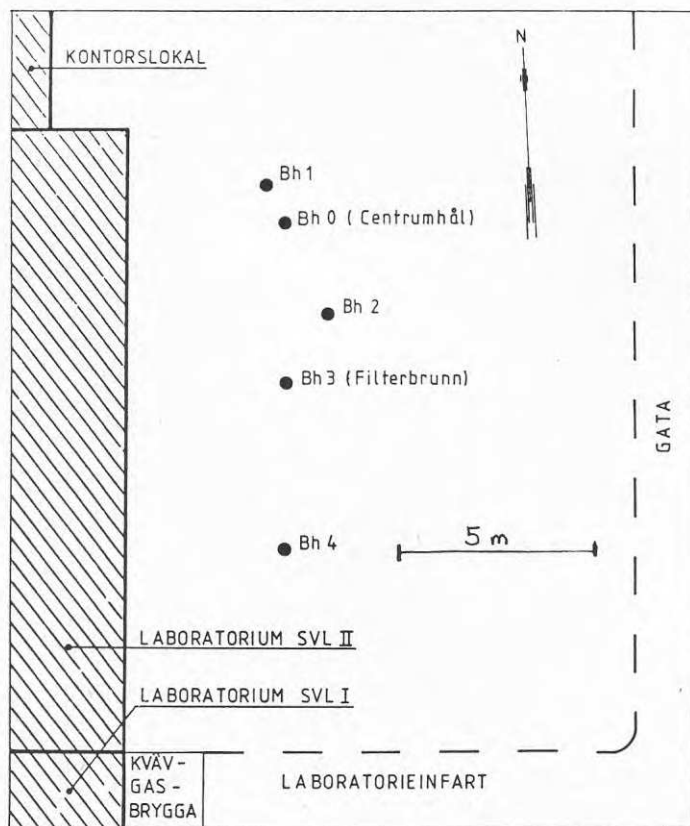 KONTORSLOKAL
N
Bh 1
Bh 0 (Centrumhål)
Bh 2
Bh 3 (Filterbrunn)
GATA
Bh 4
5 m
LABORATORIUM SVL II
LABORATORIUM SVL I
KVÄV-
GAS-
BRYGGA
LABORATORIEINFART